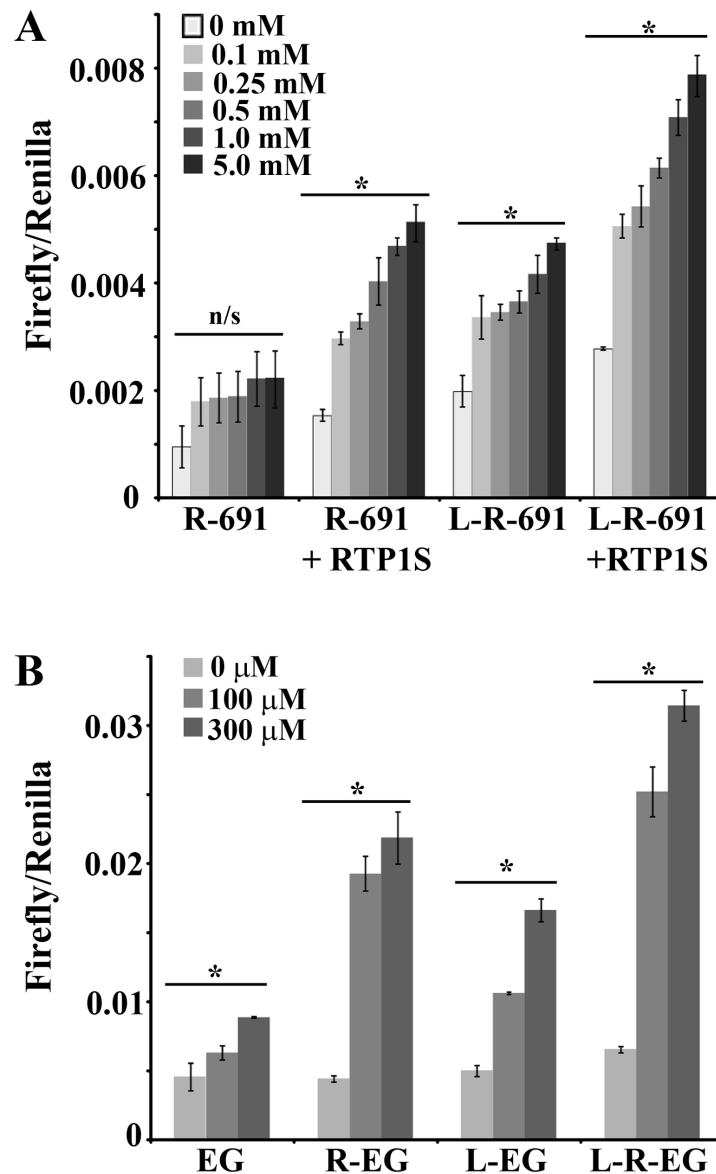 A
0 mM
0.1 mM
0.25 mM
0.5 mM
1.0 mM
5.0 mM
Firefly/Renilla
0.008
0.006
0.004
0.002
0
n/s
*
*
*
R-691
R-691
+ RTP1S
L-R-691
L-R-691
+RTP1S
B
0 μM
100 μM
300 μM
Firefly/Renilla
0.03
0.02
0.01
0
*
*
*
*
EG
R-EG
L-EG
L-R-EG